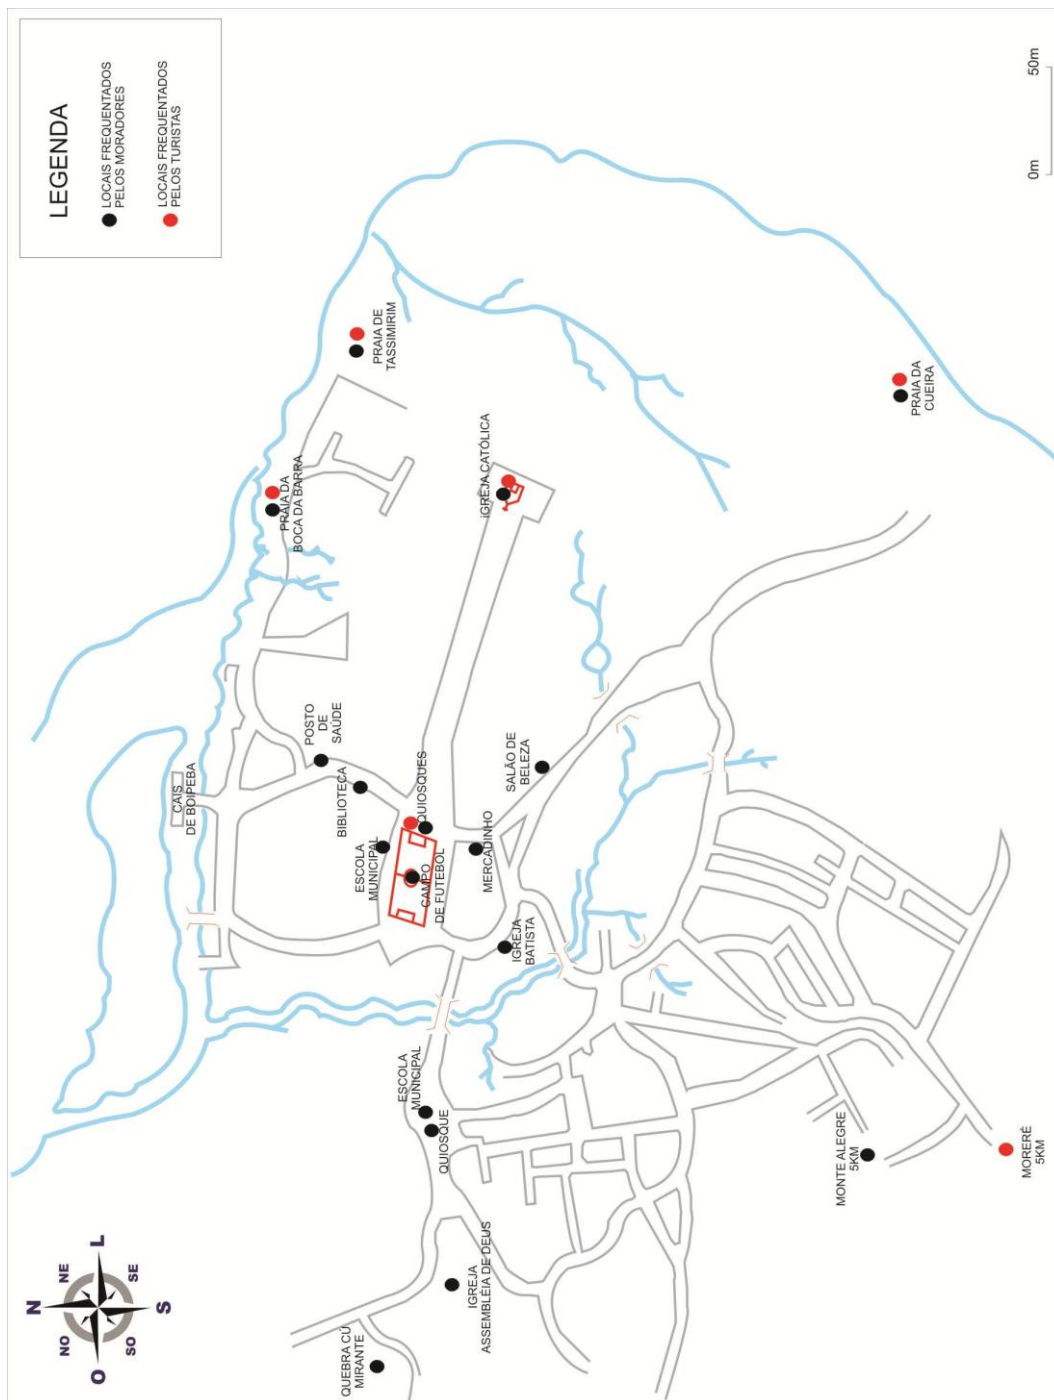 LEGENDA
LOCAIS FREQUENTADOS
PELOS MORADORES
LOCAIS FREQUENTADOS
PELOS TURISTAS
50m
0m
PRAIA DE
TASSIMIRIM
PRAIA DA
CUEIRA
PRAIA DA
BOCA DA BARRA
iGREJA CATÓLICA
POSTO
DE
SAÚDE
CAIS
DE BOIPEBA
BIBLIOTECA
QUIOSQUES
SALÃO DE
BELEZA
ESCOLA
MUNICIPAL
CAMPO
DE FUTEBOL
MERCADINHO
IGREJA
BATISTA
ESCOLA
MUNICIPAL
QUIOSQUE
MONTE ALEGRE
5KM
MORERÉ
5KM
IGREJA
ASSEMBLÉIA DE DEUS
QUEBRA CÚ
MIRANTE
N
NO
NE
O
L
SO
SE
S